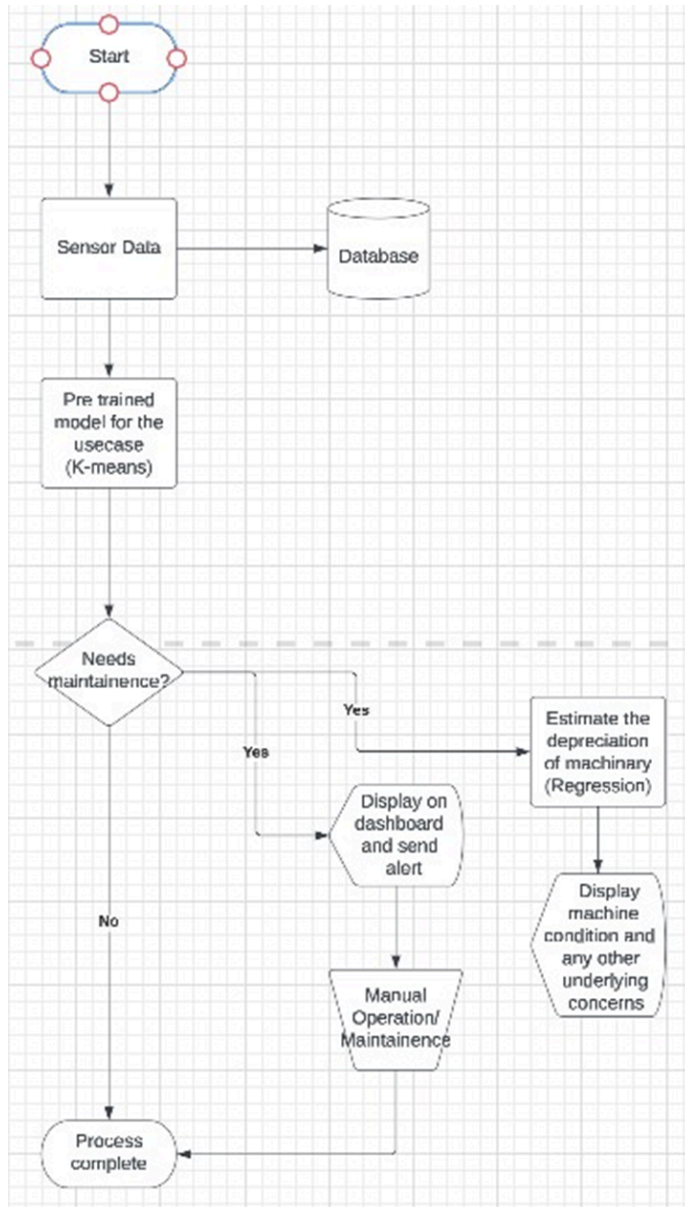 Start
Sensor Data
Database
Pre trained
model for the
usecase
(K-means)
Needs
maintainence?
Yes
Yes
Estimate the
depreciation
of machinary
(Regression)
Display on
dashboard
and send
alert
Display
machine
condition and
any other
underlying
concerns
No
Manual
Operation/
Maintainence
Process
complete